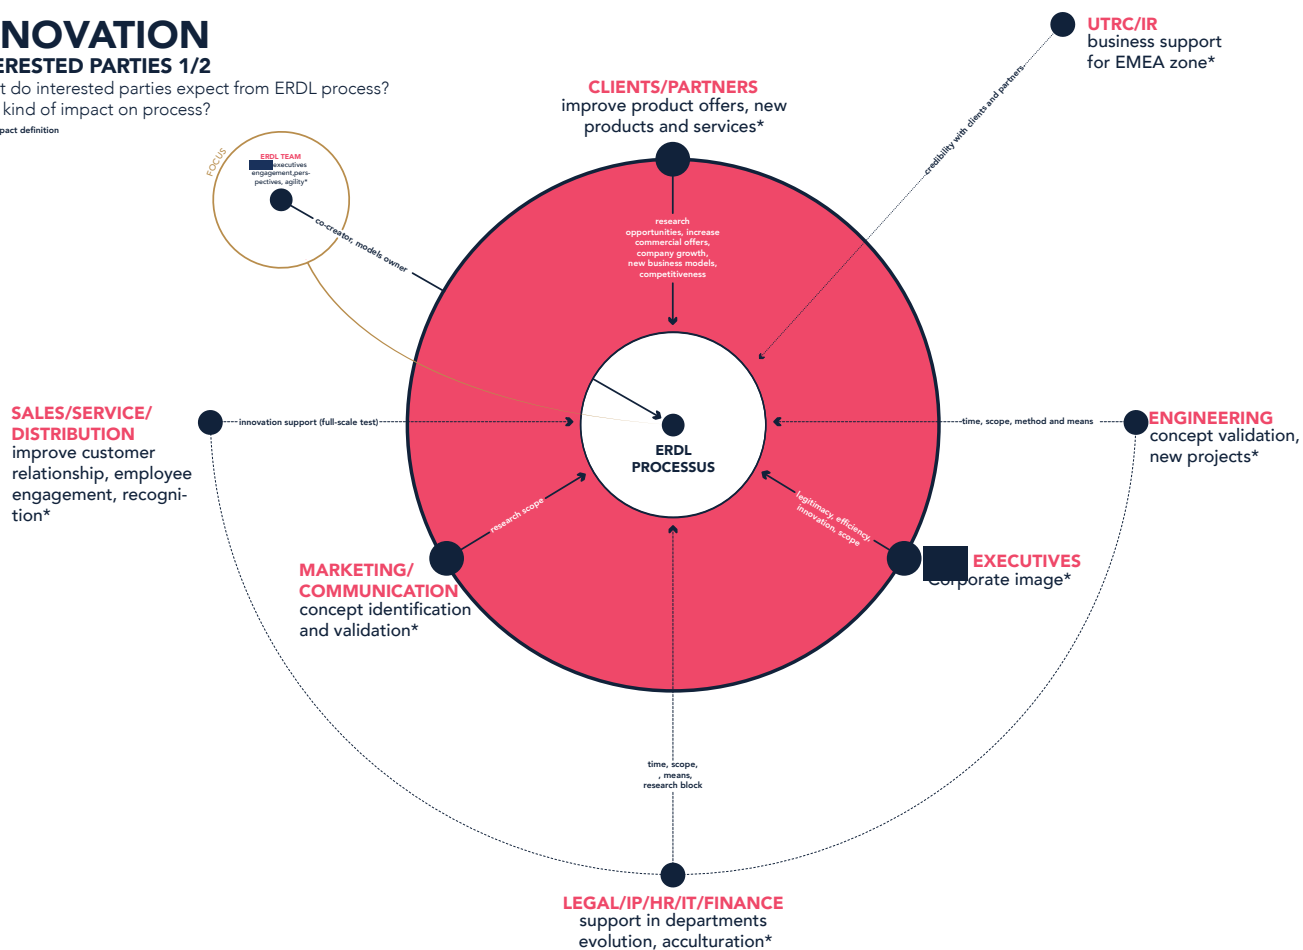 NOVATION
ERESTED PARTIES 1/2
t do interested parties expect from ERDL process?
kind of impact on process?
pact definition
UTRC/IR
business support
for EMEA zone*
credibility with clients and partners
CLIENTS/PARTNERS
improve product offers, new
products and services*
FOCUS
ERDL TEAM
executives
engagement,pers-
pectives, agility*
co-creator, models owner
research
opportunities, increase
commercial offers,
company growth,
new business models,
competitiveness
SALES/SERVICE/
DISTRIBUTION
improve customer
relationship, employee
engagement, recogni-
tion*
innovation support (full-scale test)
ERDL
PROCESSUS
time, scope, method and means
ENGINEERING
concept validation,
new projects*
research scope
legitimacy, efficiency,
innovation, scope
MARKETING/
COMMUNICATION
concept identification
and validation*
EXECUTIVES
Corporate image*
time, scope,
, means,
research block
LEGAL/IP/HR/IT/FINANCE
support in departments
evolution, acculturation*